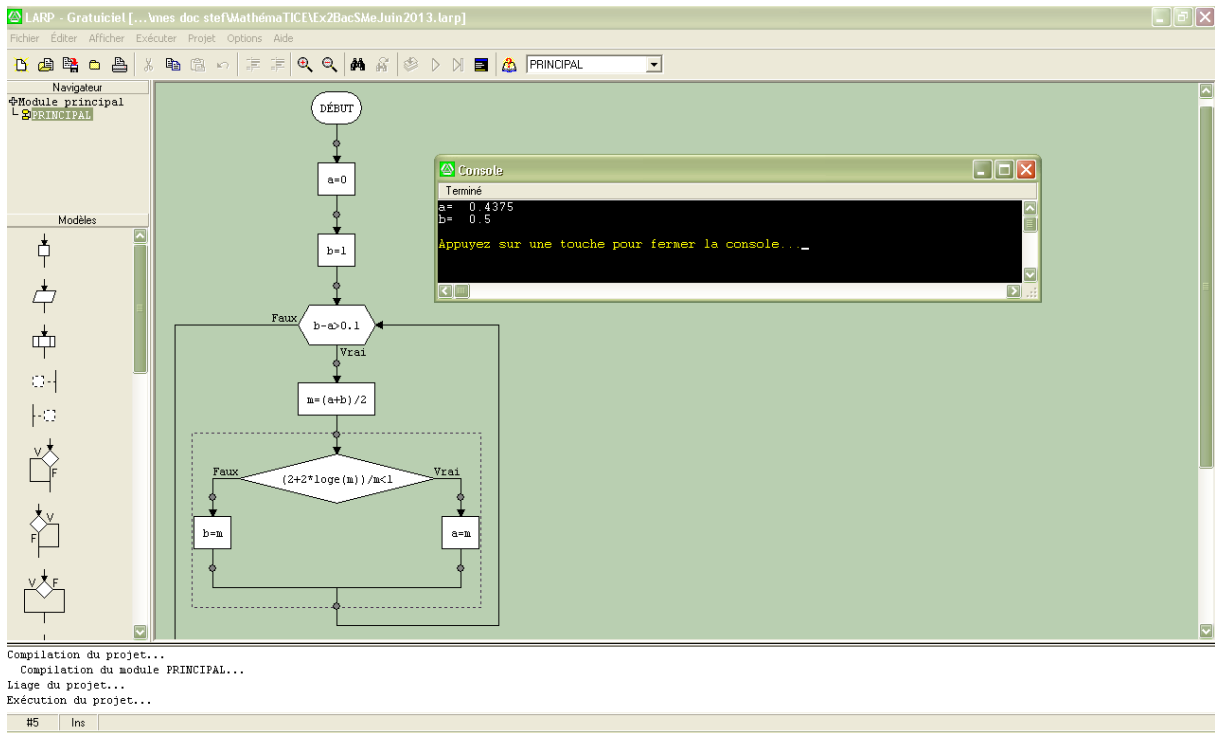 LARP - Gratuiciel [...\mes doc stef\MathémaTICE\Ex2BacSMeJuin2013.larp]
Fichier Éditer Afficher Exécuter Projet Options Aide
PRINCIPAL
Navigateur
Module principal
PRINCIPAL
Modèles
V
F
V
F
V F
DÉBUT
a=0
b=1
Faux
b-a>0.1
Vrai
m=(a+b)/2
Faux
(2+2*loge(m))/m<1
Vrai
b=m
a=m
Console
Terminé
a= 0.4375
b= 0.5
Appuyez sur une touche pour fermer la console..._
Compilation du projet...
Compilation du module PRINCIPAL...
Liage du projet...
Exécution du projet...
#5 Ins